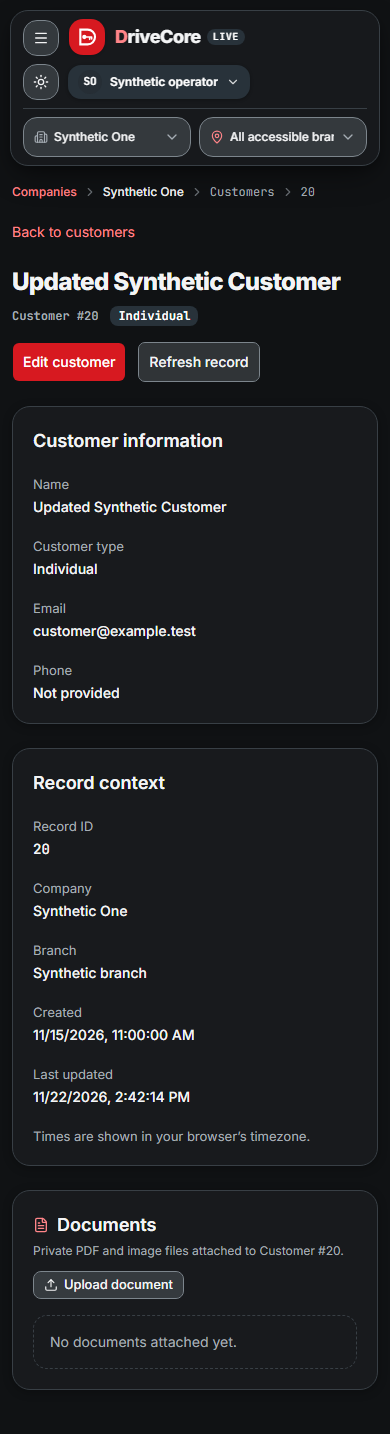 DriveCore LIVE
SO Synthetic operator
Synthetic One
All accessible bran
Companies > Synthetic One > Customers > 20
Back to customers
Updated Synthetic Customer
Customer #20 Individual
Edit customer Refresh record
Customer information
Name
Updated Synthetic Customer
Customer type
Individual
Email
customer@example.test
Phone
Not provided
Record context
Record ID
20
Company
Synthetic One
Branch
Synthetic branch
Created
11/15/2026, 11:00:00 AM
Last updated
11/22/2026, 2:42:14 PM
Times are shown in your browser’s timezone.
Documents
Private PDF and image files attached to Customer #20.
Upload document
No documents attached yet.